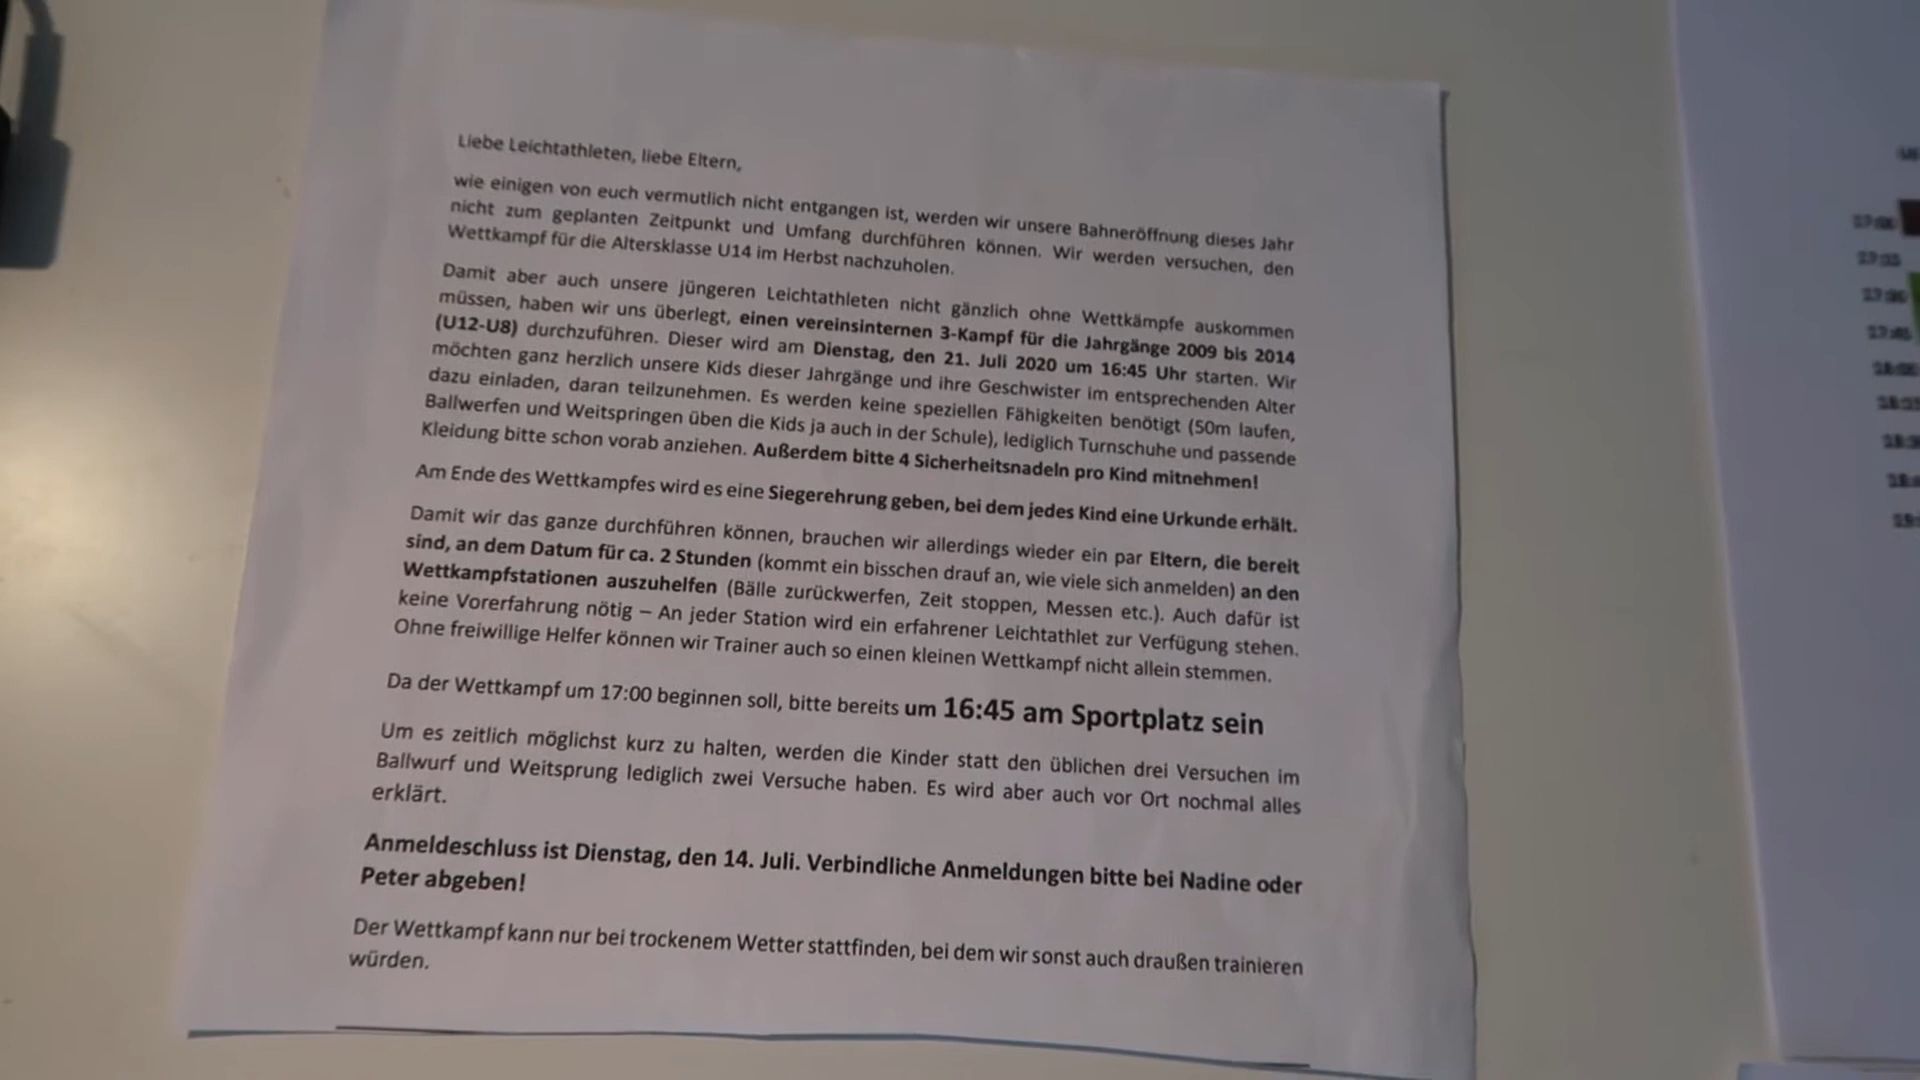 Liebe Leichtathleten, liebe Eltern,
wie einigen von euch vermutlich nicht entgangen ist, werden wir unsere Bahneröffnung dieses Jahr
nicht zum geplanten Zeitpunkt und Umfang durchführen können. Wir werden versuchen, den
Wettkampf für die Altersklasse U14 im Herbst nachzuholen.
Damit aber auch unsere jüngeren Leichtathleten nicht gänzlich ohne Wettkämpfe auskommen
müssen, haben wir uns überlegt, einen vereinsinternen 3-Kampf für die Jahrgänge 2009 bis 2014
(U12-U8) durchzuführen. Dieser wird am Dienstag, den 21. Juli 2020 um 16:45 Uhr starten. Wir
möchten ganz herzlich unsere Kids dieser Jahrgänge und ihre Geschwister im entsprechenden Alter
dazu einladen, daran teilzunehmen. Es werden keine speziellen Fähigkeiten benötigt (50m laufen,
Ballwerfen und Weitspringen üben die Kids ja auch in der Schule), lediglich Turnschuhe und passende
Kleidung bitte schon vorab anziehen. Außerdem bitte 4 Sicherheitsnadeln pro Kind mitnehmen!
Am Ende des Wettkampfes wird es eine Siegerehrung geben, bei dem jedes Kind eine Urkunde erhält.
Damit wir das ganze durchführen können, brauchen wir allerdings wieder ein par Eltern, die bereit
sind, an dem Datum für ca. 2 Stunden (kommt ein bisschen drauf an, wie viele sich anmelden) an den
Wettkampfstationen auszuhelfen (Bälle zurückwerfen, Zeit stoppen, Messen etc.). Auch dafür ist
keine Vorerfahrung nötig – An jeder Station wird ein erfahrener Leichtathlet zur Verfügung stehen.
Ohne freiwillige Helfer können wir Trainer auch so einen kleinen Wettkampf nicht allein stemmen.
Da der Wettkampf um 17:00 beginnen soll, bitte bereits um 16:45 am Sportplatz sein
Um es zeitlich möglichst kurz zu halten, werden die Kinder statt den üblichen drei Versuchen im
Ballwurf und Weitsprung lediglich zwei Versuche haben. Es wird aber auch vor Ort nochmal alles
erklärt.
Anmeldeschluss ist Dienstag, den 14. Juli. Verbindliche Anmeldungen bitte bei Nadine oder
Peter abgeben!
Der Wettkampf kann nur bei trockenem Wetter stattfinden, bei dem wir sonst auch draußen trainieren
würden.